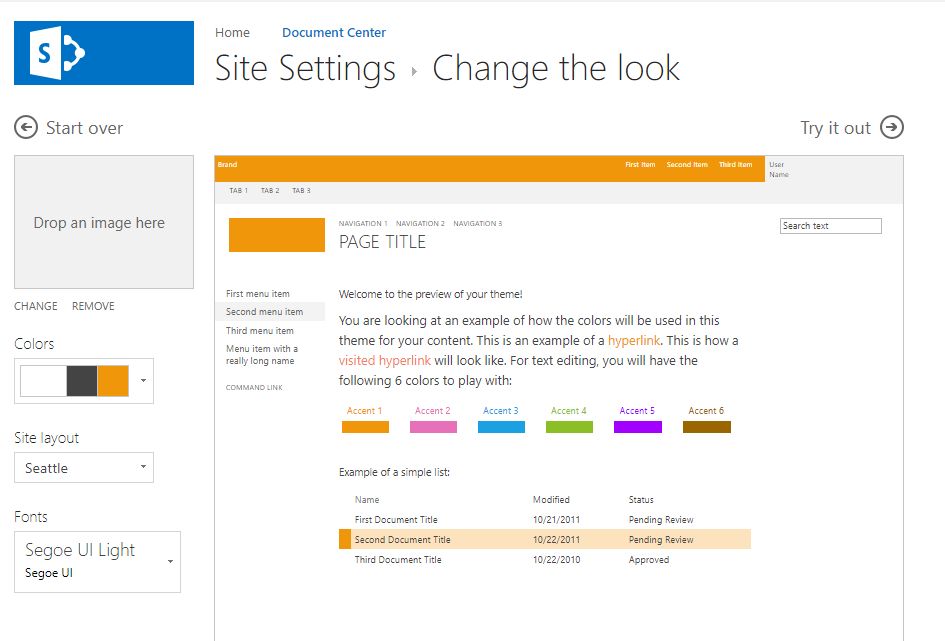 S
Home Document Center
Site Settings Change the look
Start over
Try it out
Drop an image here
CHANGE REMOVE
Colors
Site layout
Seattle
Fonts
Segoe UI Light
Segoe UI
Brand First Item Second Item Third Item User
Name
TAB 1 TAB 2 TAB 3
NAVIGATION 1 NAVIGATION 2 NAVIGATION 3
PAGE TITLE
Search text
First menu item
Second menu item
Third menu item
Menu item with a
really long name
COMMAND LINK
Welcome to the preview of your theme!
You are looking at an example of how the colors will be used in this
theme for your content. This is an example of a hyperlink. This is how a
visited hyperlink will look like. For text editing, you will have the
following 6 colors to play with:
Accent 1 Accent 2 Accent 3 Accent 4 Accent 5 Accent 6
Example of a simple list:
Name Modified Status
First Document Title 10/21/2011 Pending Review
Second Document Title 10/22/2011 Pending Review
Third Document Title 10/22/2010 Approved